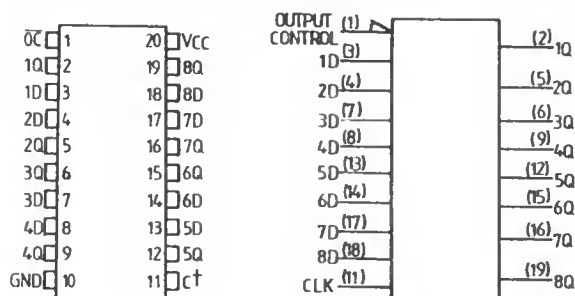 OC 1 20 VCC
1Q 2 19 8Q
1D 3 18 8D
2D 4 17 7D
2Q 5 16 7Q
3Q 6 15 6Q
3D 7 14 6D
4D 8 13 5D
4Q 9 12 5Q
GND 10 11 C†
OUTPUT CONTROL (1)
1D (3)
2D (4)
3D (7)
4D (8)
5D (13)
6D (14)
7D (17)
8D (18)
CLK (11)
(2) 1Q
(5) 2Q
(6) 3Q
(9) 4Q
(12) 5Q
(15) 6Q
(16) 7Q
(19) 8Q